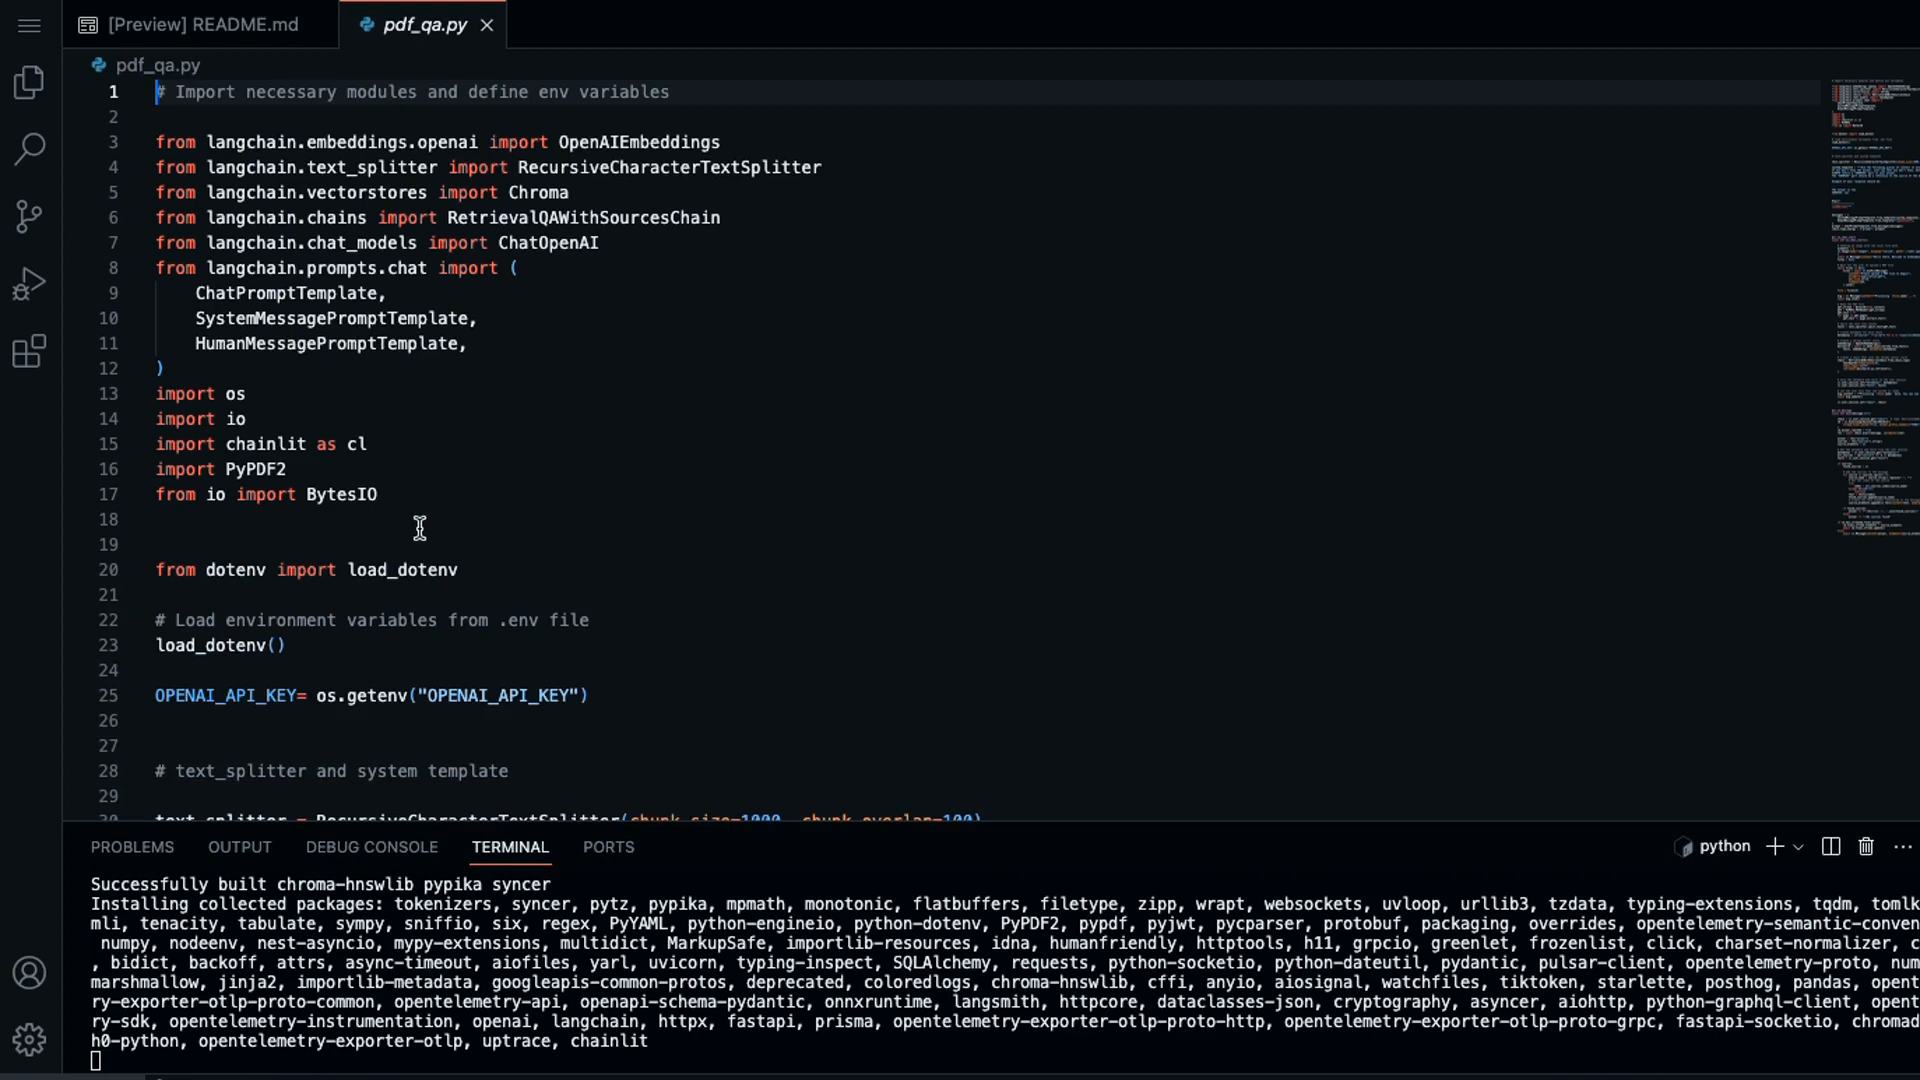 [Preview] README.md
pdf_qa.py
pdf_qa.py
1 # Import necessary modules and define env variables
2
3 from langchain.embeddings.openai import OpenAIEmbeddings
4 from langchain.text_splitter import RecursiveCharacterTextSplitter
5 from langchain.vectorstores import Chroma
6 from langchain.chains import RetrievalQAWithSourcesChain
7 from langchain.chat_models import ChatOpenAI
8 from langchain.prompts.chat import (
9 ChatPromptTemplate,
10 SystemMessagePromptTemplate,
11 HumanMessagePromptTemplate,
12 )
13 import os
14 import io
15 import chainlit as cl
16 import PyPDF2
17 from io import BytesIO
18
19
20 from dotenv import load_dotenv
21
22 # Load environment variables from .env file
23 load_dotenv()
24
25 OPENAI_API_KEY= os.getenv("OPENAI_API_KEY")
26
27
28 # text_splitter and system template
29
30 text_splitter = RecursiveCharacterTextSplitter(chunk_size=1000, chunk_overlap=100)
PROBLEMS OUTPUT DEBUG CONSOLE TERMINAL PORTS
python
Successfully built chroma-hnswlib pypika syncer
Installing collected packages: tokenizers, syncer, pytz, pypika, mpmath, monotonic, flatbuffers, filetype, zipp, wrapt, websockets, uvloop, urllib3, tzdata, typing-extensions, tqdm, tomlk
mli, tenacity, tabulate, sympy, sniffio, six, regex, PyYAML, python-engineio, python-dotenv, PyPDF2, pypdf, pyjwt, pycparser, protobuf, packaging, overrides, opentelemetry-semantic-conven
numpy, nodeenv, nest-asyncio, mypy-extensions, multidict, MarkupSafe, importlib-resources, idna, humanfriendly, httptools, h11, grpcio, greenlet, frozenlist, click, charset-normalizer, c
, bidict, backoff, attrs, async-timeout, aiofiles, yarl, uvicorn, typing-inspect, SQLAlchemy, requests, python-socketio, python-dateutil, pydantic, pulsar-client, opentelemetry-proto, num
marshmallow, jinja2, importlib-metadata, googleapis-common-protos, deprecated, coloredlogs, chroma-hnswlib, cffi, anyio, aiosignal, watchfiles, tiktoken, starlette, posthog, pandas, opent
ry-exporter-otlp-proto-common, opentelemetry-api, openapi-schema-pydantic, onnxruntime, langsmith, httpcore, dataclasses-json, cryptography, asyncer, aiohttp, python-graphql-client, opent
ry-sdk, opentelemetry-instrumentation, openai, langchain, httpx, fastapi, prisma, opentelemetry-exporter-otlp-proto-http, opentelemetry-exporter-otlp-proto-grpc, fastapi-socketio, chromad
h0-python, opentelemetry-exporter-otlp, uptrace, chainlit